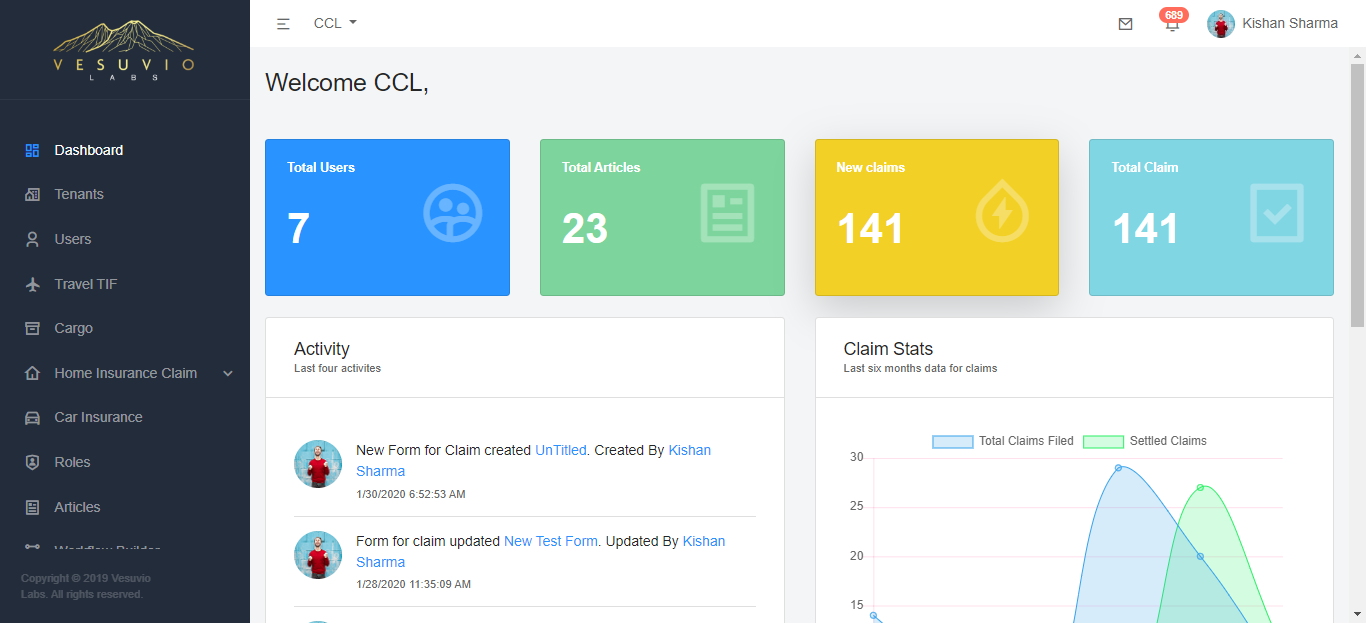 VESUVIO
LABS
CCL
689
Kishan Sharma
Dashboard
Tenants
Users
Travel TIF
Cargo
Home Insurance Claim
Car Insurance
Roles
Articles
Workflow Builder
Copyright © 2019 Vesuvio
Labs. All rights reserved.
Welcome CCL,
Total Users
7
Total Articles
23
New claims
141
Total Claim
141
Activity
Last four activites
New Form for Claim created UnTitled. Created By Kishan
Sharma
1/30/2020 6:52:53 AM
Form for claim updated New Test Form. Updated By Kishan
Sharma
1/28/2020 11:35:09 AM
Claim Stats
Last six months data for claims
Total Claims Filed
Settled Claims
30
25
20
15